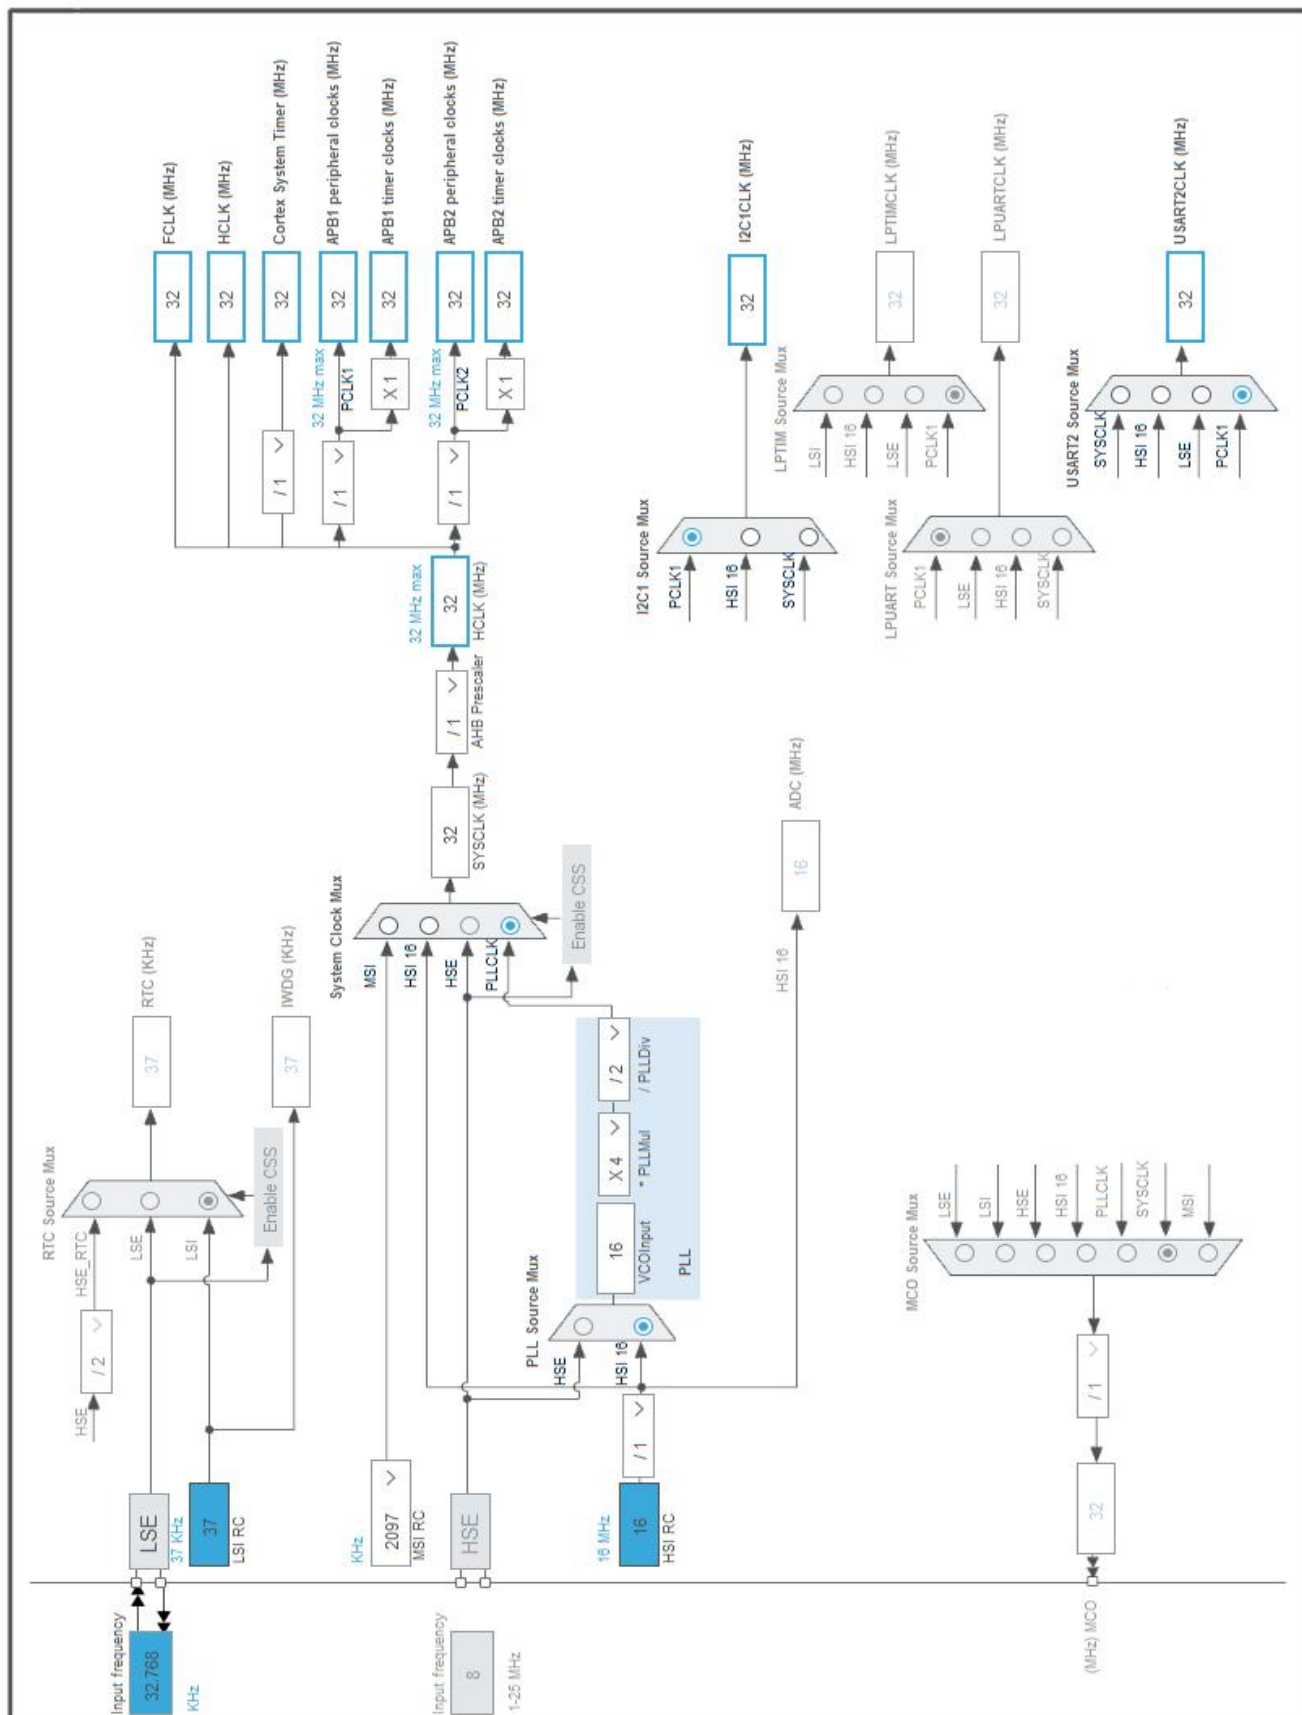 Input frequency
32.768
KHz
LSE
37 KHz
37
LSI RC
HSE
/ 2
HSE_RTC
LSE
LSI
RTC Source Mux
Enable CSS
37
RTC (KHz)
37
IWDG (KHz)
KHz
2097
MSI RC
Input frequency
8
1-25 MHz
HSE
16 MHz
16
HSI RC
/ 1
PLL Source Mux
HSE
HSI 16
16
VCOInput
X 4
* PLLMul
/ 2
/ PLLDiv
PLL
System Clock Mux
MSI
HSI 16
HSE
PLLCLK
Enable CSS
32
SYSCLK (MHz)
/ 1
AHB Prescaler
32 MHz max
32
HCLK (MHz)
HSI 16
16
ADC (MHz)
32
FCLK (MHz)
32
HCLK (MHz)
/ 1
32
Cortex System Timer (MHz)
/ 1
32 MHz max
PCLK1
32
APB1 peripheral clocks (MHz)
X 1
32
APB1 timer clocks (MHz)
/ 1
32 MHz max
PCLK2
32
APB2 peripheral clocks (MHz)
X 1
32
APB2 timer clocks (MHz)
I2C1 Source Mux
PCLK1
HSI 16
SYSCLK
32
I2C1CLK (MHz)
LPTIM Source Mux
LSI
HSI 16
LSE
PCLK1
32
LPTIMCLK (MHz)
LPUART Source Mux
PCLK1
LSE
HSI 16
SYSCLK
32
LPUARTCLK (MHz)
USART2 Source Mux
SYSCLK
HSI 16
LSE
PCLK1
32
USART2CLK (MHz)
MCO Source Mux
LSE
LSI
HSE
HSI 16
PLLCLK
SYSCLK
MSI
/ 1
32
(MHz) MCO